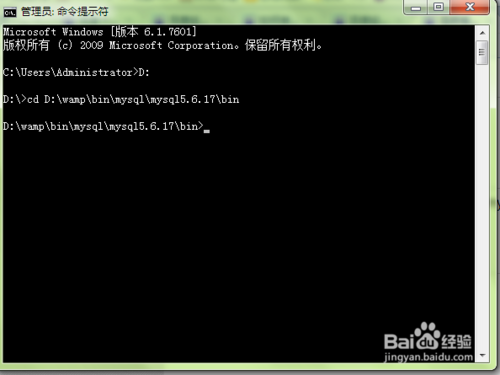 管理员: 命令提示符
Microsoft Windows [版本 6.1.7601]
版权所有 (c) 2009 Microsoft Corporation。保留所有权利。
C:\Users\Administrator>D:
D:\>cd D:\wamp\bin\mysql\mysql5.6.17\bin
D:\wamp\bin\mysql\mysql5.6.17\bin>_
Baidu经验
jingyan.baidu.com